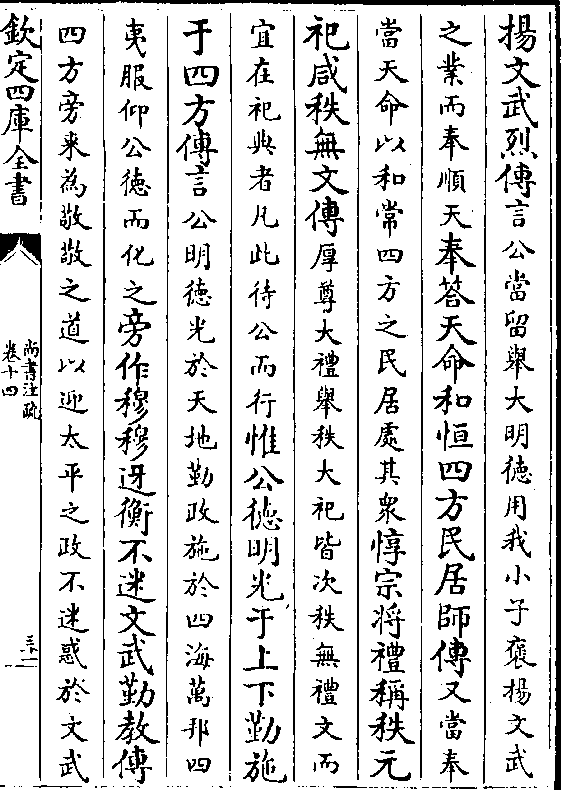 揚文武烈傳言公當留舉大明徳用我小子襃揚文武
之業而奉順天奉答天命和恒四方民居師傳又當奉
當天命以和常四方之民居處其衆惇宗將禮稱秩元
祀咸秩無文傳厚尊大禮舉秩大祀皆次秩無禮文而
宜在祀典者凡此待公而行惟公徳明光于上下勤施
于四方傳言公明徳光於天地勤政施於四海萬邦四
夷服仰公徳而化之旁作穆穆迓衡不迷文武勤教傳
四方旁来為敬敬之道以迎太平之政不迷惑於文武
欽定四庫全書
尚書注疏
卷十四